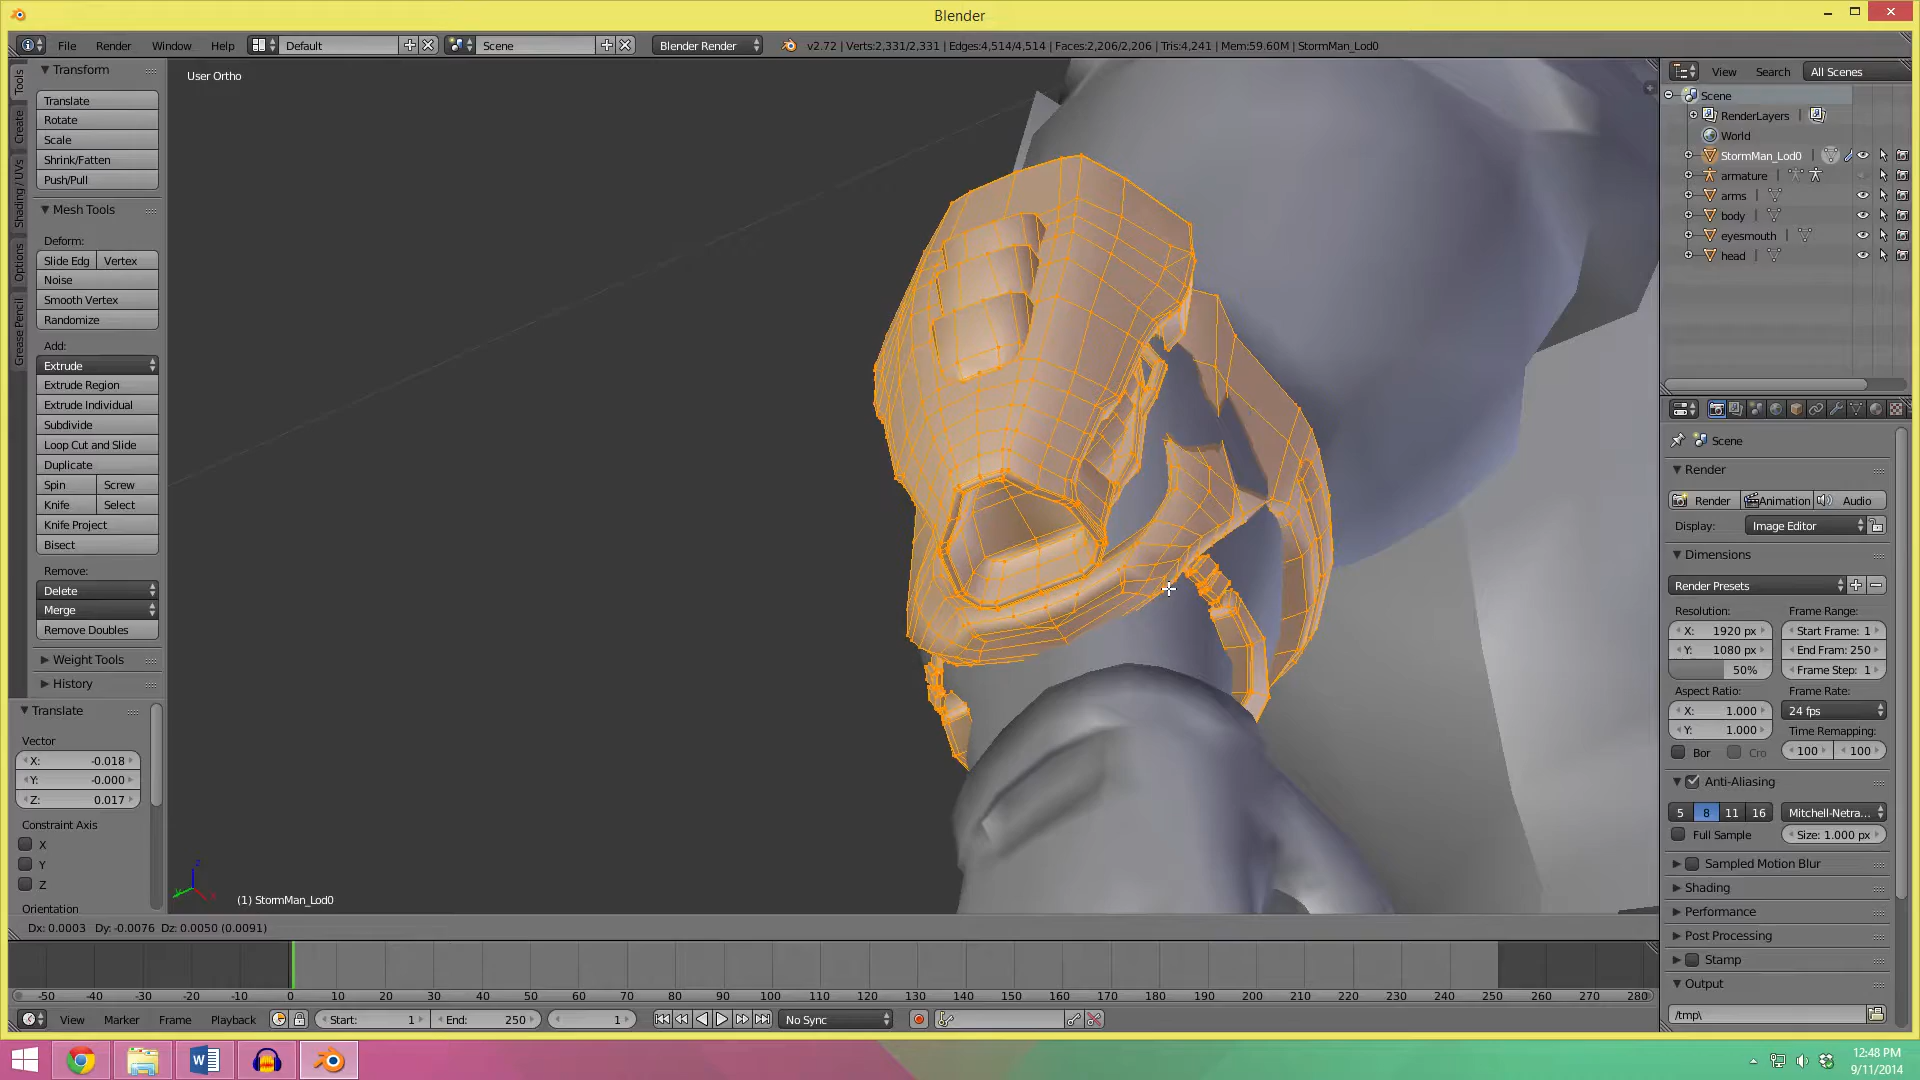 Blender
File Render Window Help Default Scene Blender Render v2.72 | Verts:2,331/2,331 | Edges:4,514/4,514 | Faces:2,206/2,206 | Tris:4,241 | Mem:59.60M | StormMan_Lod0
Tools
Create
Shading / UVs
Options
Grease Pencil
Transform
Translate
Rotate
Scale
Shrink/Fatten
Push/Pull
Mesh Tools
Deform:
Slide Edg Vertex
Noise
Smooth Vertex
Randomize
Add:
Extrude
Extrude Region
Extrude Individual
Subdivide
Loop Cut and Slide
Duplicate
Spin Screw
Knife Select
Knife Project
Bisect
Remove:
Delete
Merge
Remove Doubles
Weight Tools
History
Translate
Vector
X: -0.018
Y: -0.000
Z: 0.017
Constraint Axis
X
Y
Z
Orientation
User Ortho
(1) StormMan_Lod0
Dx: 0.0003 Dy: -0.0076 Dz: 0.0050 (0.0091)
View Search All Scenes
Scene
RenderLayers
World
StormMan_Lod0
armature
arms
body
eyesmouth
head
Scene
Render
Render Animation Audio
Display: Image Editor
Dimensions
Render Presets
Resolution: Frame Range:
X: 1920 px Start Frame: 1
Y: 1080 px End Fram: 250
50% Frame Step: 1
Aspect Ratio: Frame Rate:
X: 1.000 24 fps
Y: 1.000 Time Remapping:
Bor Cro 100 100
Anti-Aliasing
5 8 11 16 Mitchell-Netra...
Full Sample Size: 1.000 px
Sampled Motion Blur
Shading
Performance
Post Processing
Stamp
Output
/tmp\
-50 -40 -30 -20 -10 0 10 20 30 40 50 60 70 80 90 100 110 120 130 140 150 160 170 180 190 200 210 220 230 240 250 260 270 280
View Marker Frame Playback Start: 1 End: 250 1 No Sync
12:48 PM
9/11/2014